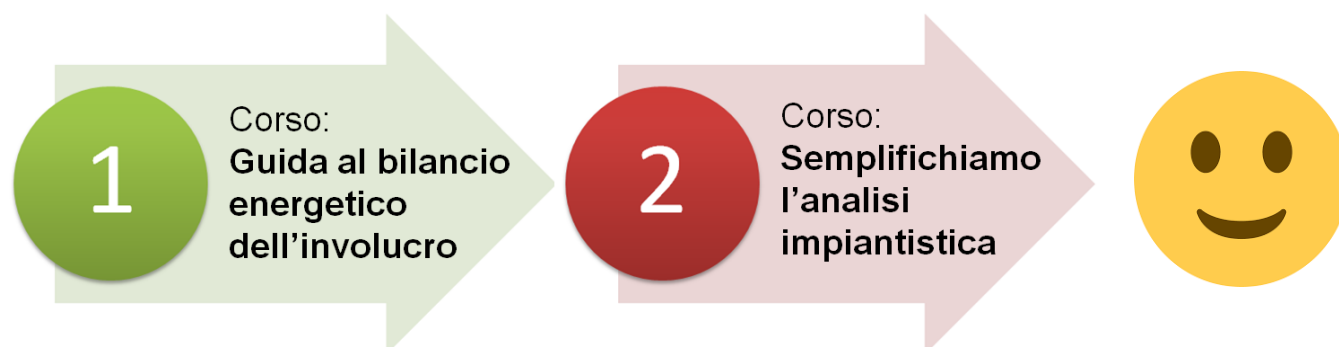 1
Corso:
Guida al bilancio
energetico
dell’involucro
2
Corso:
Semplifichiamo
l’analisi
impiantistica